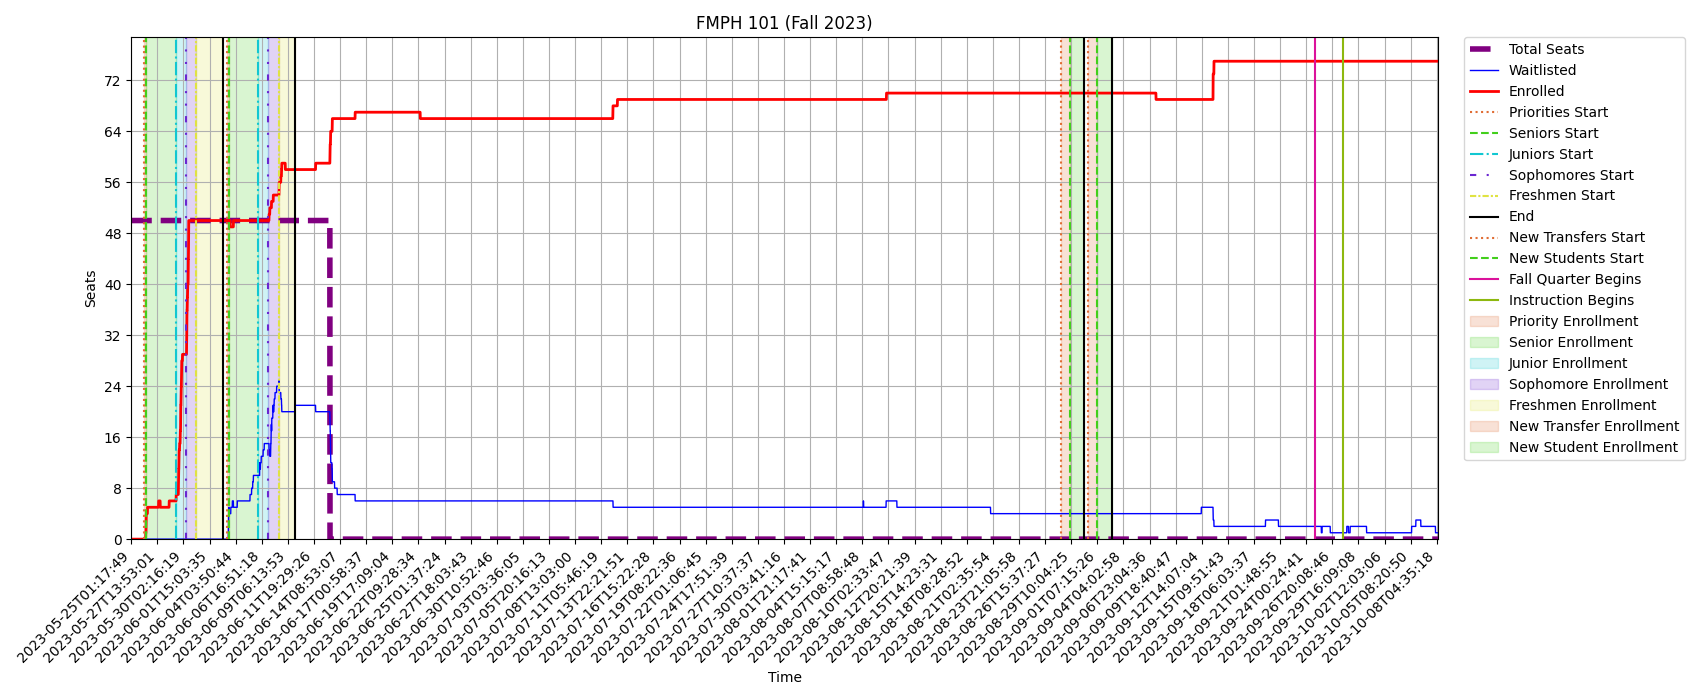 FMPH 101 (Fall 2023)
Seats
72
64
56
48
40
32
24
16
8
0
2023-05-25T01:17:49
2023-05-27T13:53:01
2023-05-30T02:16:19
2023-06-01T15:03:35
2023-06-04T03:50:44
2023-06-06T16:51:18
2023-06-09T06:13:53
2023-06-11T19:29:26
2023-06-14T08:53:07
2023-06-17T00:58:37
2023-06-19T17:09:04
2023-06-22T09:28:34
2023-06-25T01:37:24
2023-06-27T18:03:43
2023-06-30T10:52:46
2023-07-03T03:36:05
2023-07-05T20:16:13
2023-07-08T13:03:00
2023-07-11T05:46:19
2023-07-13T22:21:51
2023-07-16T15:22:28
2023-07-19T08:22:36
2023-07-22T01:06:45
2023-07-24T17:51:39
2023-07-27T10:37:37
2023-07-30T03:41:16
2023-08-01T21:17:41
2023-08-04T15:15:17
2023-08-07T08:58:48
2023-08-10T02:33:47
2023-08-12T20:21:39
2023-08-15T14:23:31
2023-08-18T08:28:52
2023-08-21T02:35:54
2023-08-23T21:05:58
2023-08-26T15:37:27
2023-08-29T10:04:25
2023-09-01T07:15:26
2023-09-04T04:02:58
2023-09-06T23:04:36
2023-09-09T18:40:47
2023-09-12T14:07:04
2023-09-15T09:51:43
2023-09-18T06:03:37
2023-09-21T01:48:55
2023-09-24T00:24:41
2023-09-26T20:08:46
2023-09-29T16:09:08
2023-10-02T12:03:06
2023-10-05T08:20:50
2023-10-08T04:35:18
Time
Total Seats
Waitlisted
Enrolled
Priorities Start
Seniors Start
Juniors Start
Sophomores Start
Freshmen Start
End
New Transfers Start
New Students Start
Fall Quarter Begins
Instruction Begins
Priority Enrollment
Senior Enrollment
Junior Enrollment
Sophomore Enrollment
Freshmen Enrollment
New Transfer Enrollment
New Student Enrollment